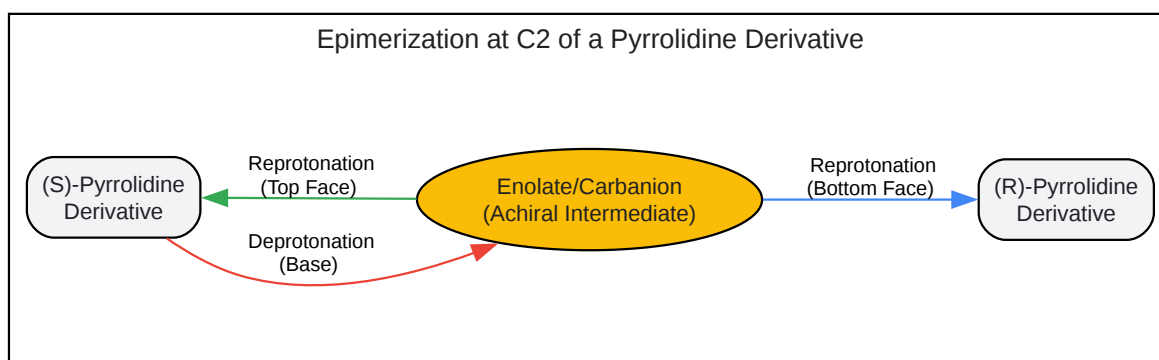 Epimerization at C2 of a Pyrrolidine Derivative
(S)-Pyrrolidine
Derivative
Reprotonation
(Top Face)
Deprotonation
(Base)
Enolate/Carbanion
(Achiral Intermediate)
Reprotonation
(Bottom Face)
(R)-Pyrrolidine
Derivative